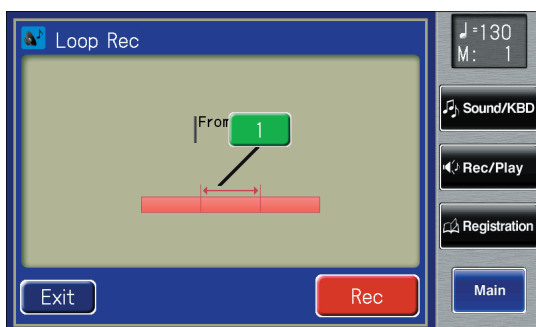 Loop Rec
From
1
Exit
Rec
♩=130
M: 1
Sound/KBD
Rec/Play
Registration
Main